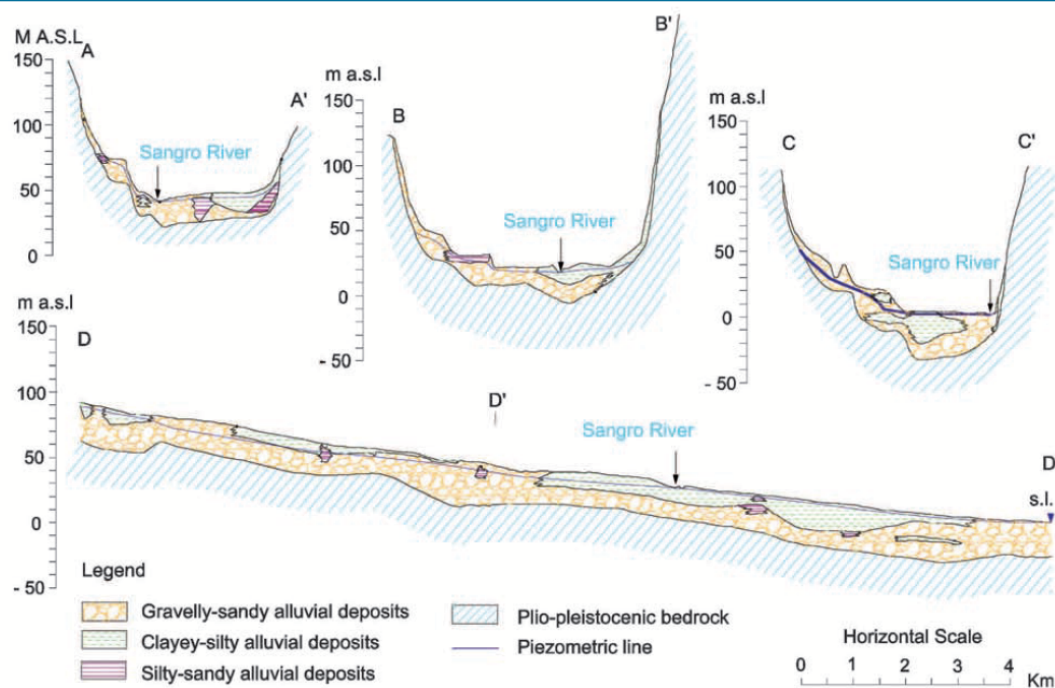 M A.S.L
A
A'
150
100
50
0
Sangro River
m a.s.l
B
B'
150
100
50
0
- 50
Sangro River
m a.s.l
C
C'
150
100
50
0
- 50
Sangro River
m a.s.l
D
D'
D
150
100
50
0
- 50
Sangro River
s.l.
Legend
Gravelly-sandy alluvial deposits
Clayey-silty alluvial deposits
Silty-sandy alluvial deposits
Plio-pleistocenic bedrock
Piezometric line
Horizontal Scale
0 1 2 3 4
Km